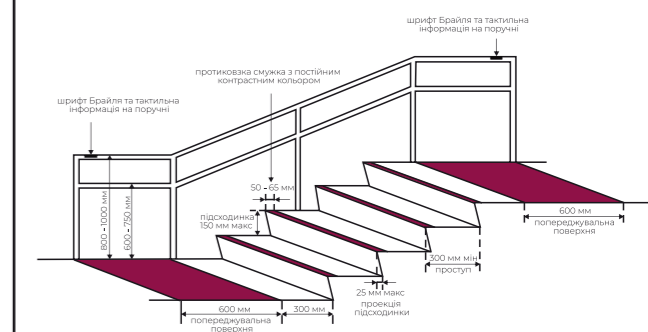 шрифт Брайля та тактильна
інформація на поручні
протиковзка смужка з постійним
контрастним кольором
шрифт Брайля та тактильна
інформація на поручні
50 - 65 мм
800 - 1000 мм
600 - 750 мм
підсходинка
150 мм макс
600 мм
попереджувальна
поверхня
300 мм мін
проступ
25 мм макс
проекція
підсходинки
600 мм
попереджувальна
поверхня
300 мм